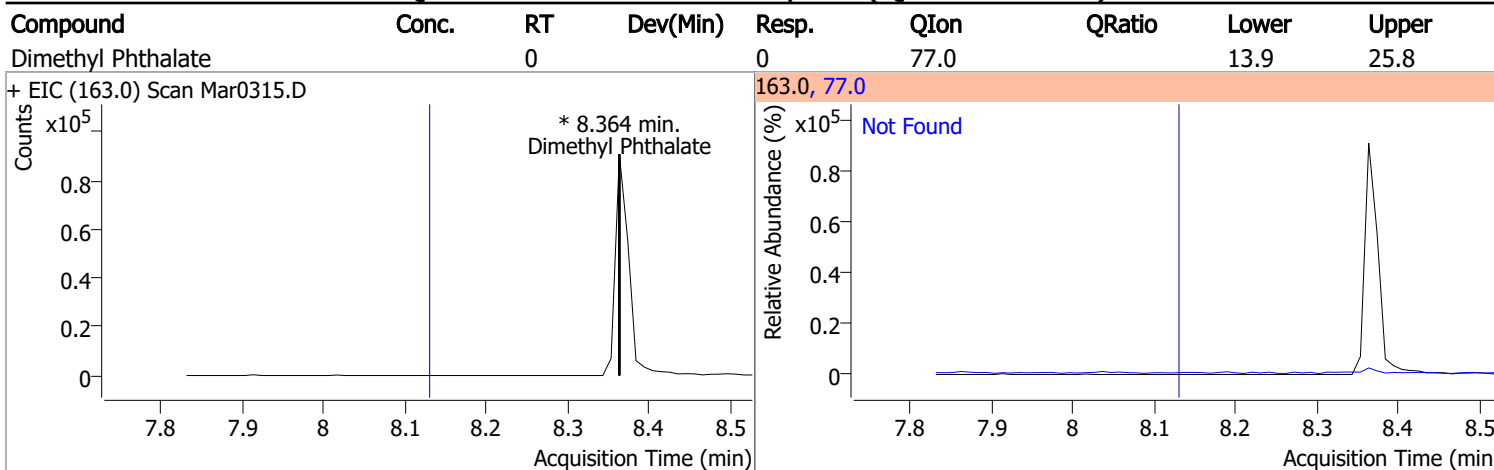 Compound Conc. RT Dev(Min) Resp. QIon QRatio Lower Upper
Dimethyl Phthalate 0 0 77.0 13.9 25.8
+ EIC (163.0) Scan Mar0315.D
Counts
x10⁵
* 8.364 min.
Dimethyl Phthalate
0.8
0.6
0.4
0.2
0
7.8 7.9 8 8.1 8.2 8.3 8.4 8.5
Acquisition Time (min)
163.0, 77.0
Relative Abundance (%)
x10⁵
Not Found
0.8
0.6
0.4
0.2
0
7.8 7.9 8 8.1 8.2 8.3 8.4 8.5
Acquisition Time (min